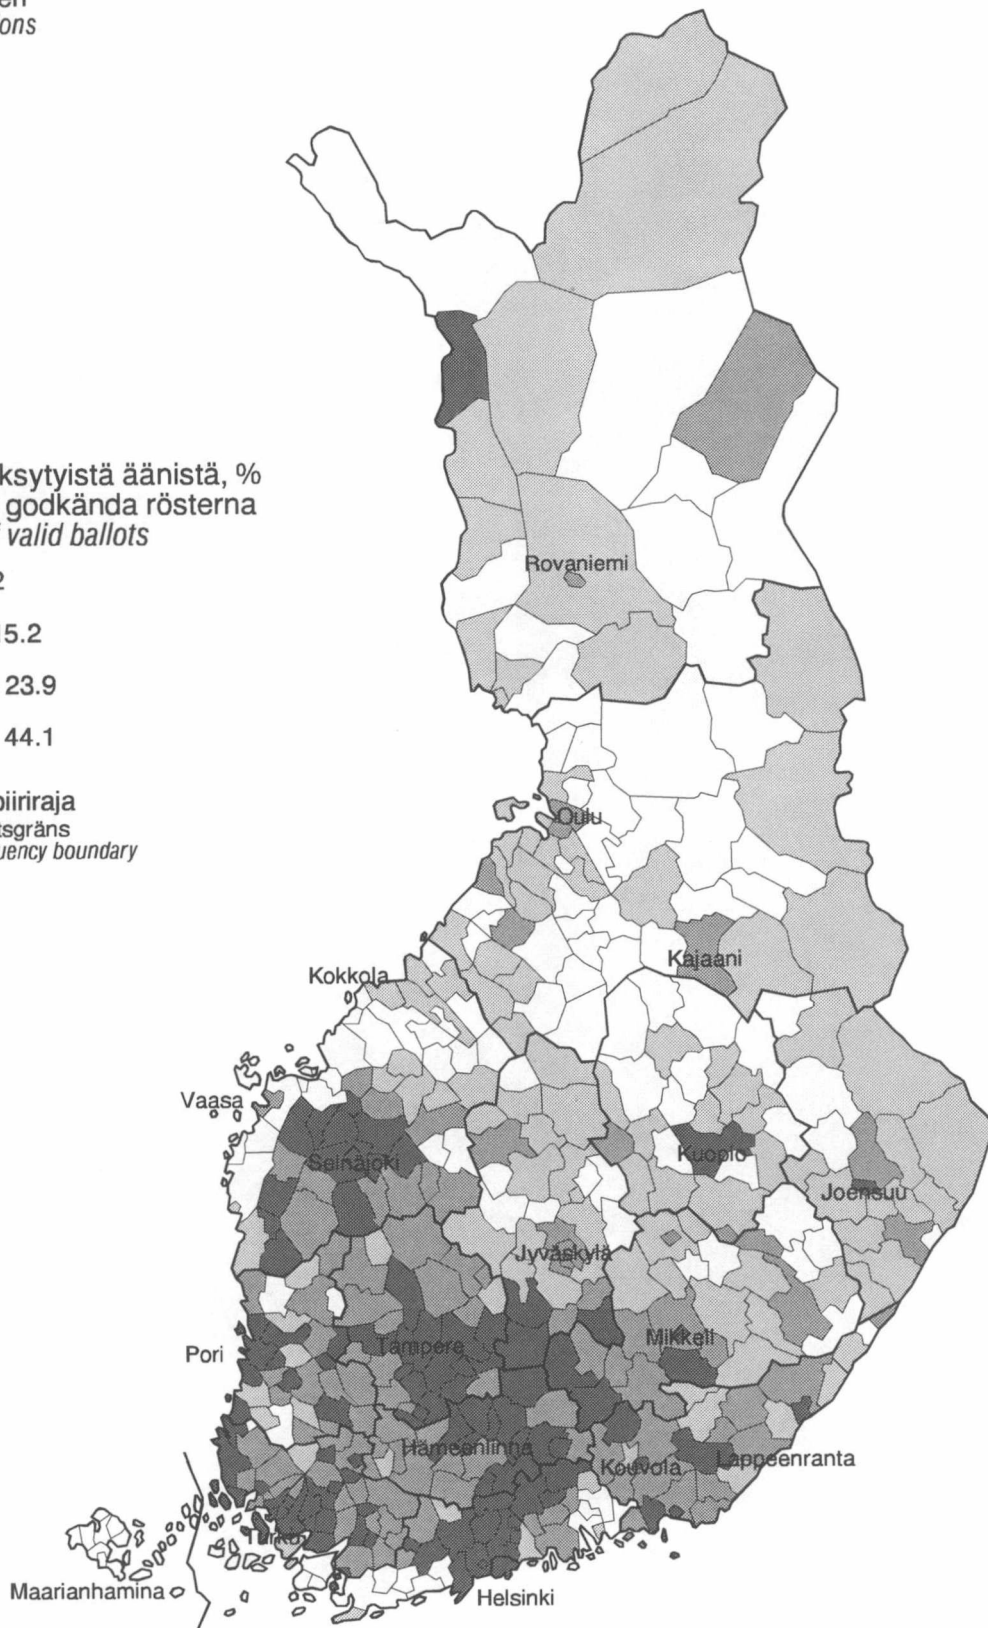 ons
ksytyistä äänistä, %
godkända rösterna
valid ballots
2
15.2
23.9
44.1
piiriraja
tsgräns
uency boundary
Rovaniemi
Oulu
Kajaani
Kokkola
Vaasa
Seinäjoki
Kuopio
Joensuu
Jyväskylä
Mikkeli
Tampere
Pori
Hämeenlinna
Kouvola
Lappeenranta
Turku
Maarianhamina
Helsinki